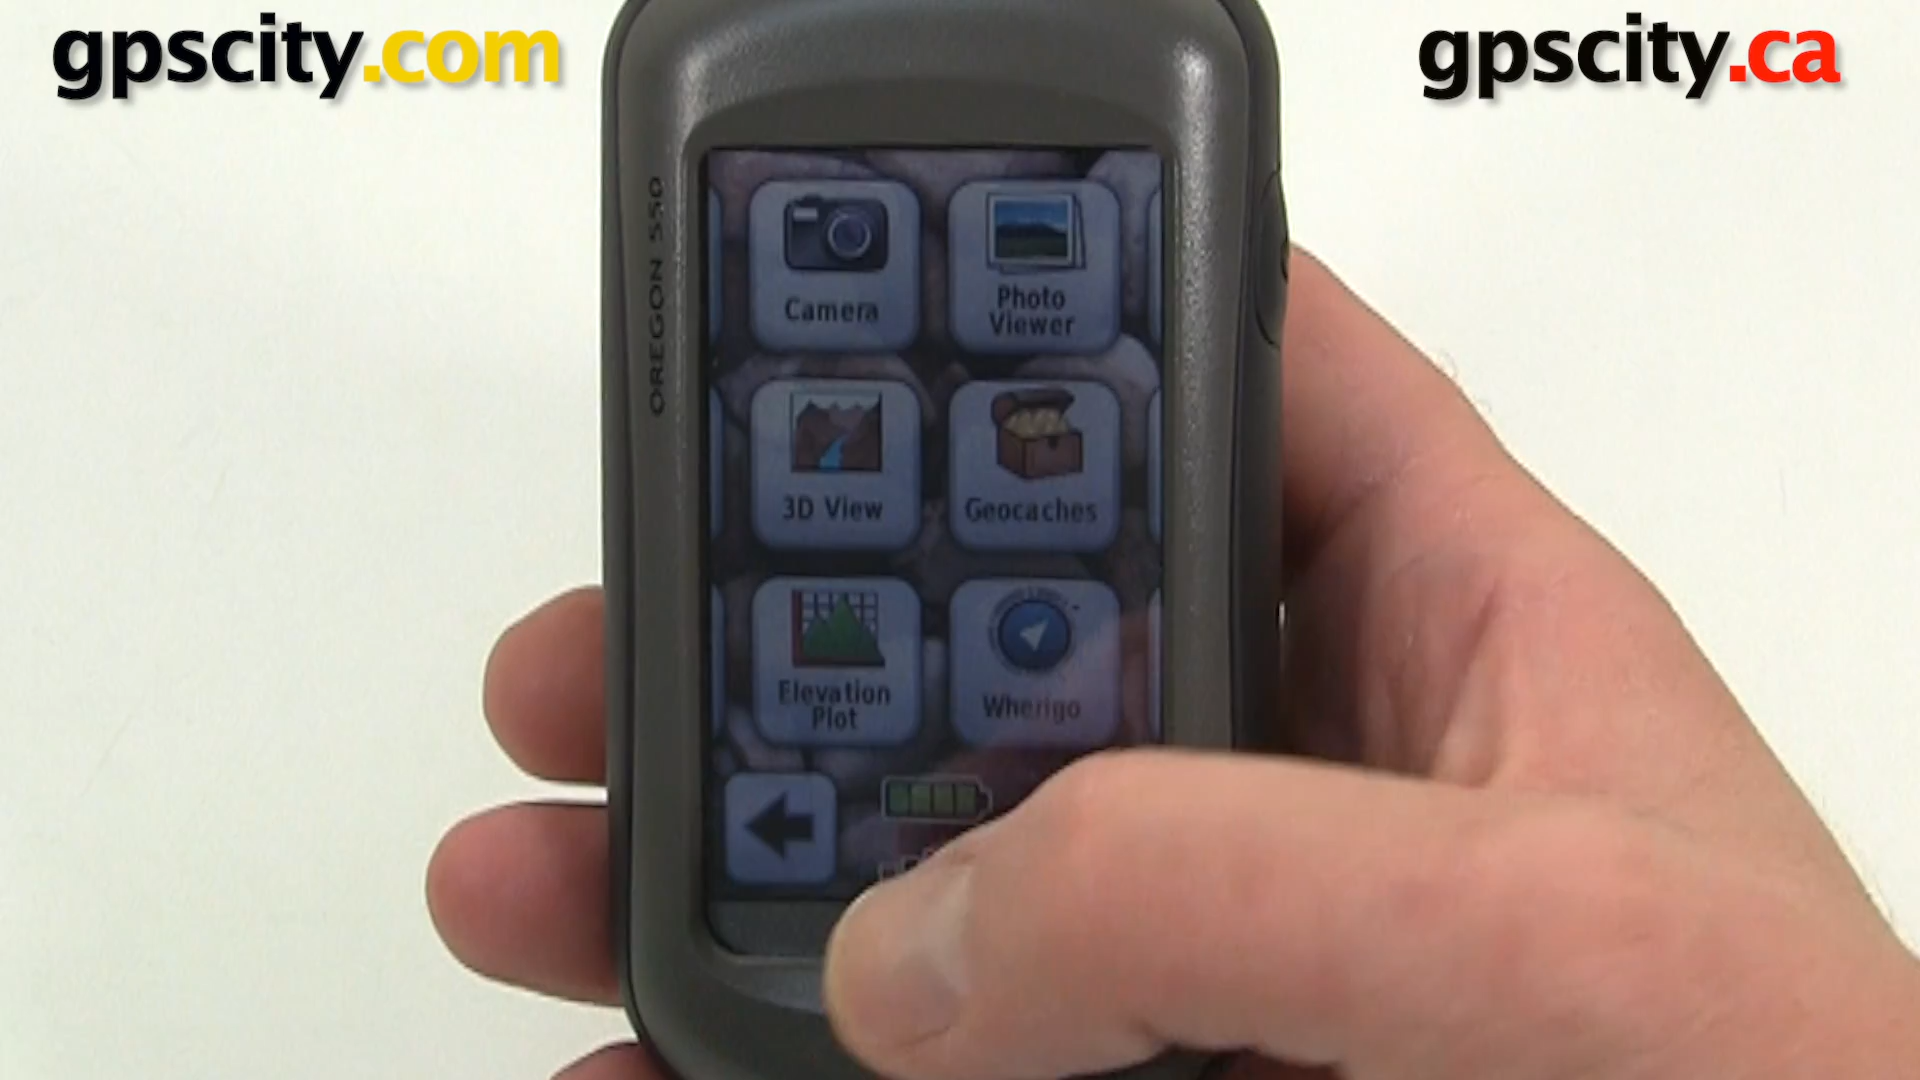 gpscity.com
gpscity.ca
OREGON 550
Camera
Photo
Viewer
3D View
Geocaches
Elevation
Plot
Wherigo